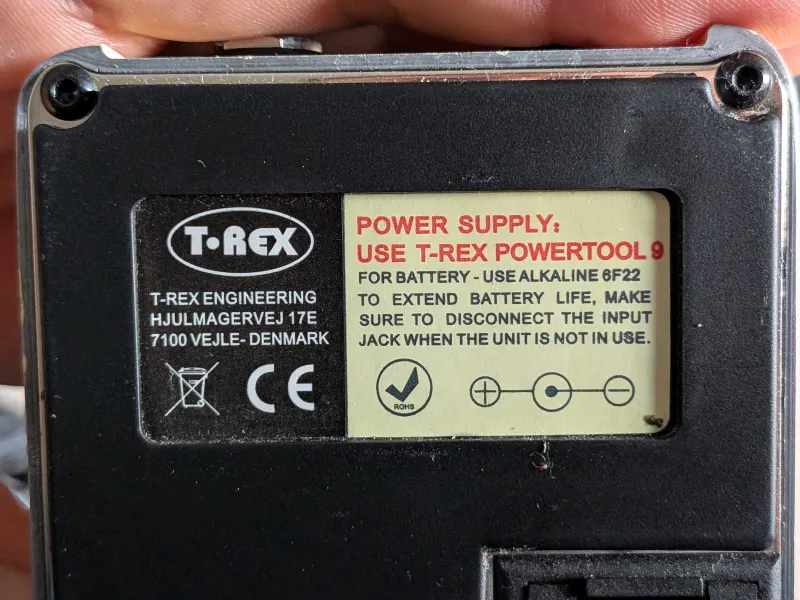 T•REX
T-REX ENGINEERING
HJULMAGERVEJ 17E
7100 VEJLE- DENMARK
CE
POWER SUPPLY:
USE T-REX POWERTOOL 9
FOR BATTERY - USE ALKALINE 6F22
TO EXTEND BATTERY LIFE, MAKE
SURE TO DISCONNECT THE INPUT
JACK WHEN THE UNIT IS NOT IN USE.
ROHS